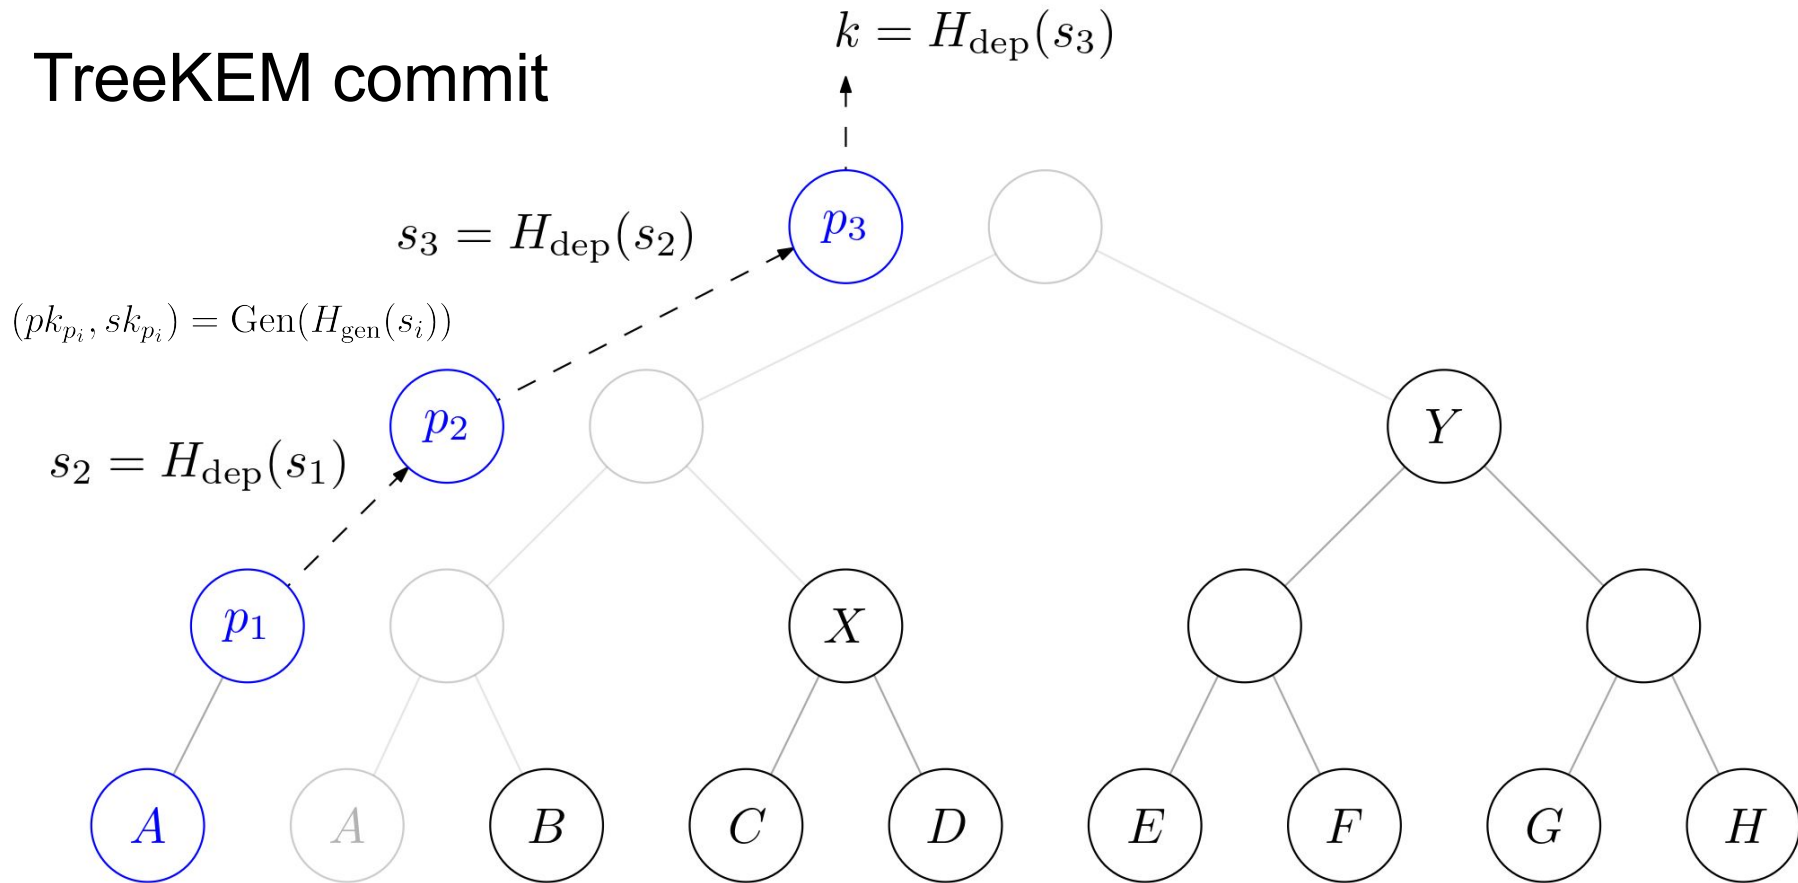 TreeKEM commit
k = H_dep(s_3)
s_3 = H_dep(s_2)
p_3
(pk_{p_i}, sk_{p_i}) = Gen(H_gen(s_i))
p_2
Y
s_2 = H_dep(s_1)
p_1
X
A A B C D E F G H